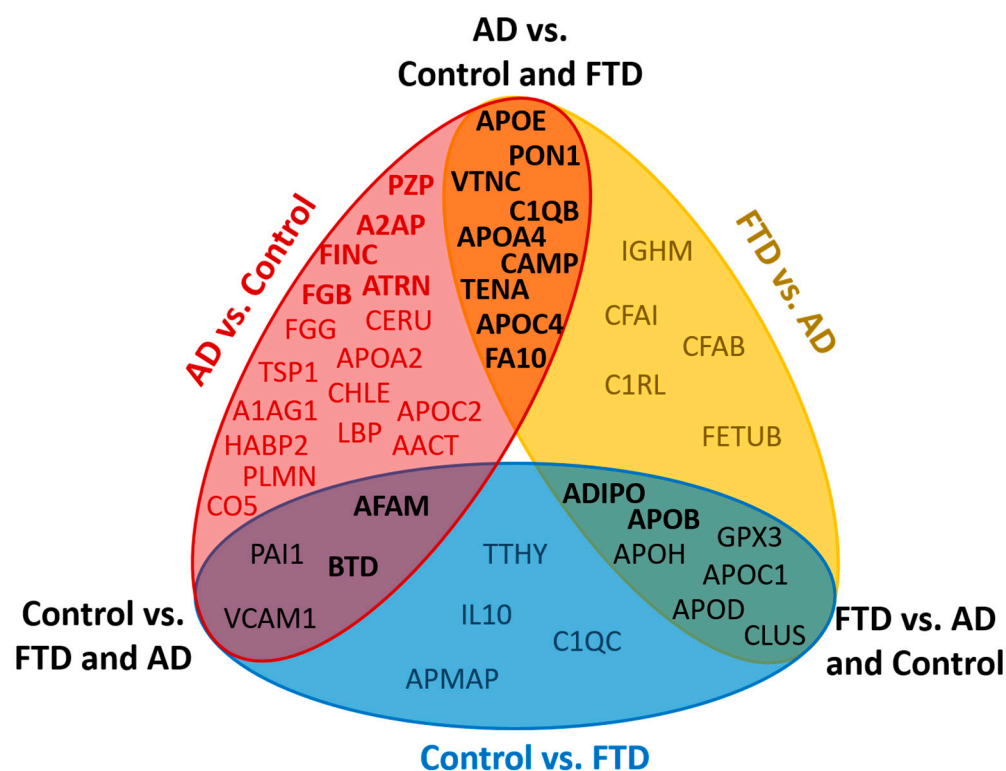 AD vs.
Control and FTD
APOE
PON1
VTNC
C1QB
APOA4
CAMP
TENA
APOC4
FA10
AD vs. Control
PZP
A2AP
FINC
ATRN
FGB
CERU
FGG
APOA2
TSP1
CHLE
A1AG1
APOC2
LBP
HABP2
AACT
PLMN
CO5
FTD vs. AD
IGHM
CFAI
CFAB
C1RL
FETUB
AFAM
PAI1
BTD
VCAM1
ADIPO
APOB
GPX3
APOH
APOC1
APOD
CLUS
TTHY
IL10
C1QC
APMAP
Control vs.
FTD and AD
FTD vs. AD
and Control
Control vs. FTD